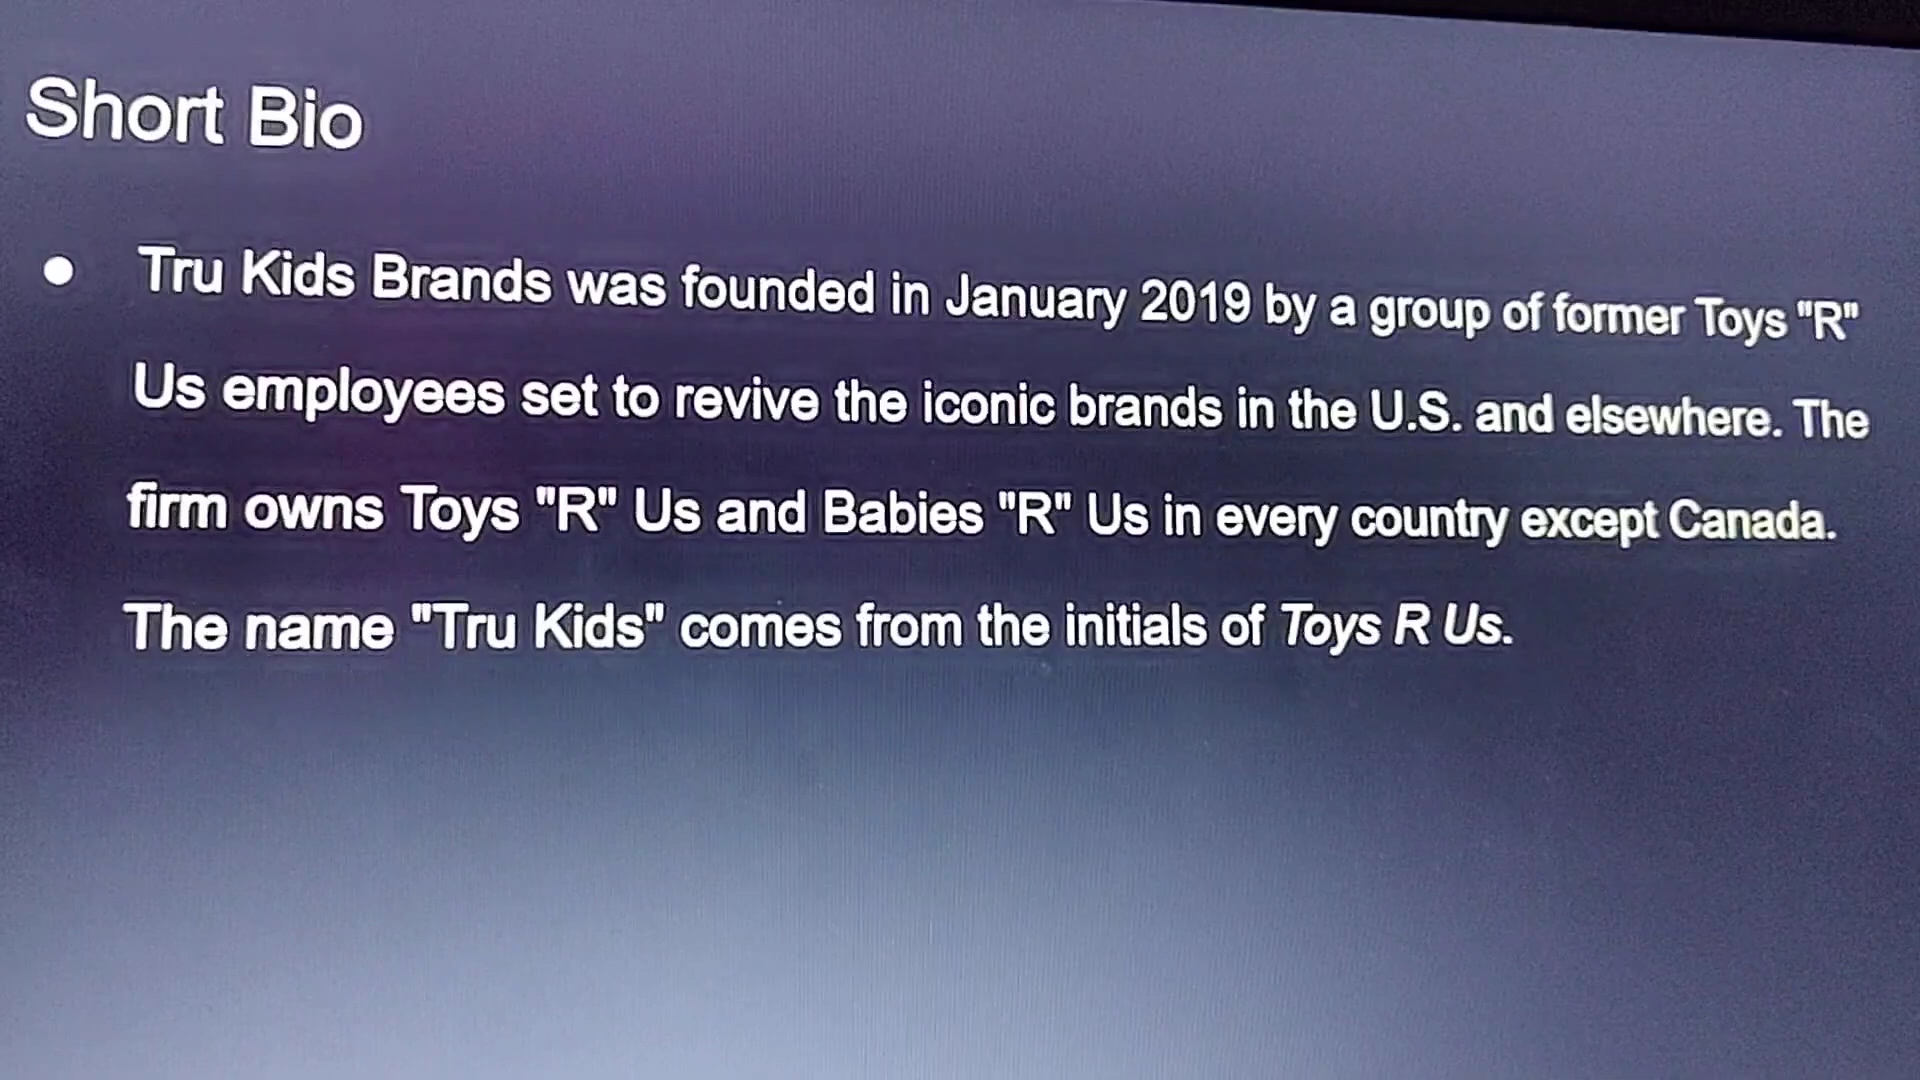 Short Bio
● Tru Kids Brands was founded in January 2019 by a group of former Toys "R"
Us employees set to revive the iconic brands in the U.S. and elsewhere. The
firm owns Toys "R" Us and Babies "R" Us in every country except Canada.
The name "Tru Kids" comes from the initials of Toys R Us.